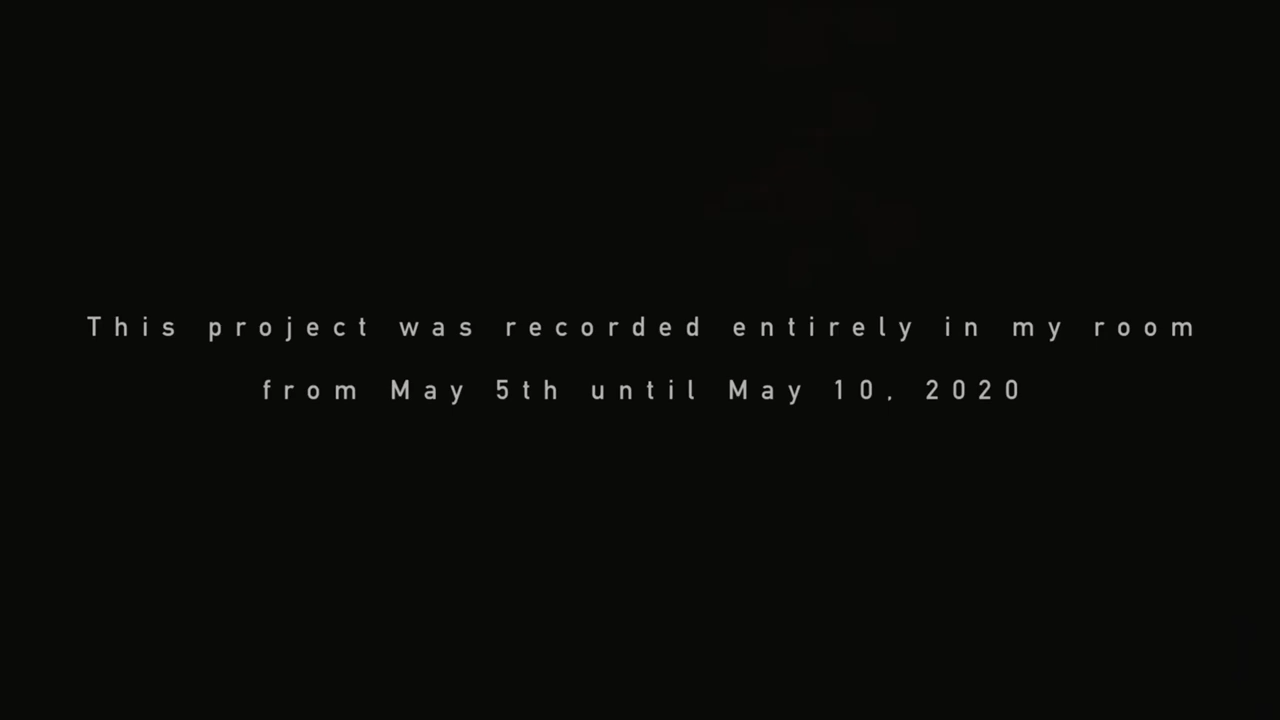 This project was recorded entirely in my room
from May 5th until May 10, 2020